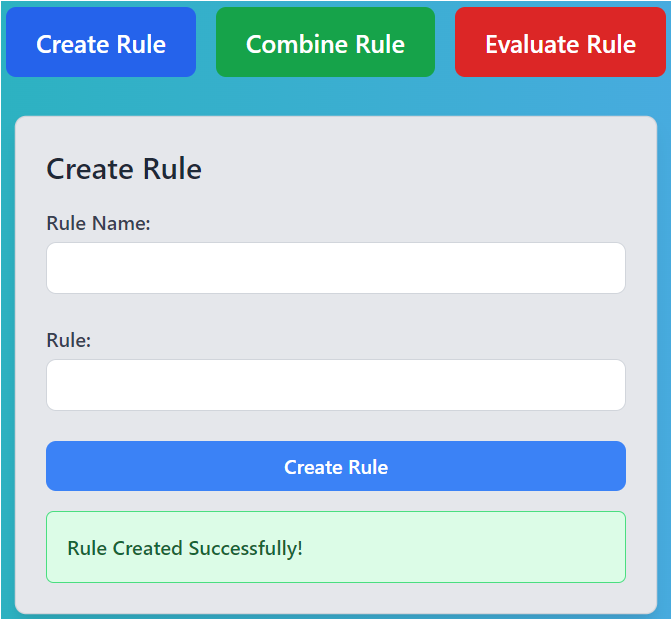 Create Rule
Combine Rule
Evaluate Rule
Create Rule
Rule Name:
Rule:
Create Rule
Rule Created Successfully!